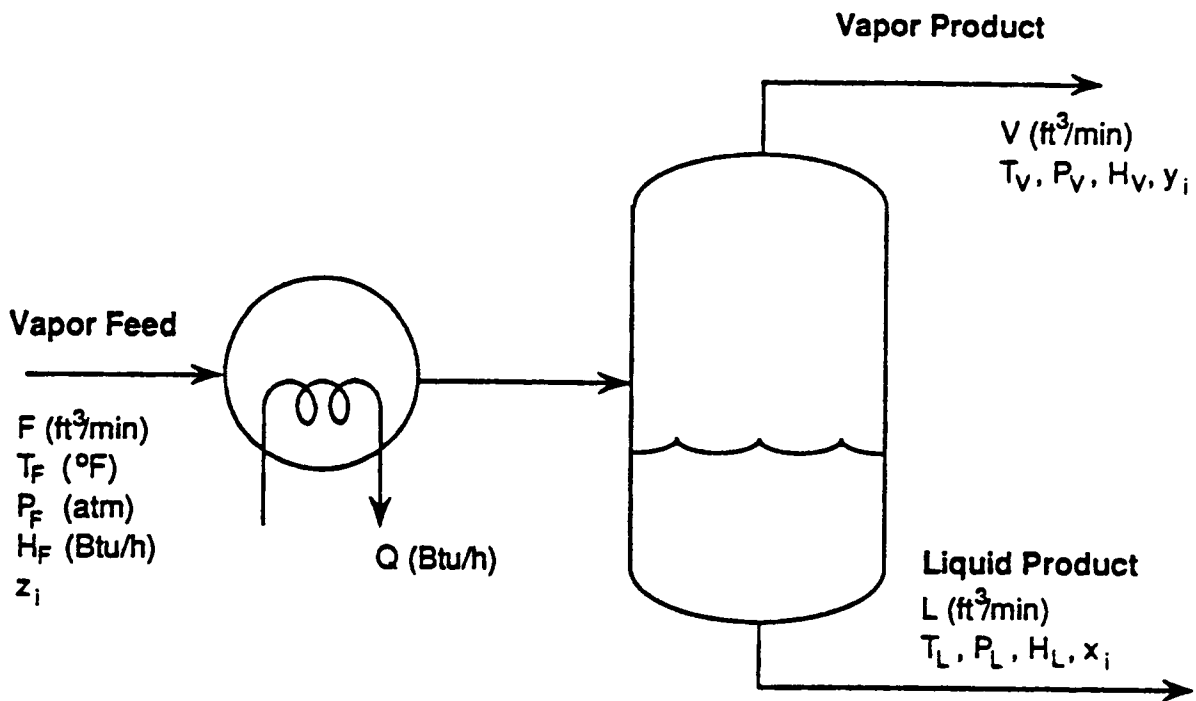 Vapor Product
V (ft³/min)
T_V, P_V, H_V, y_i
Vapor Feed
F (ft³/min)
T_F (°F)
P_F (atm)
H_F (Btu/h)
z_i
Q (Btu/h)
Liquid Product
L (ft³/min)
T_L, P_L, H_L, x_i